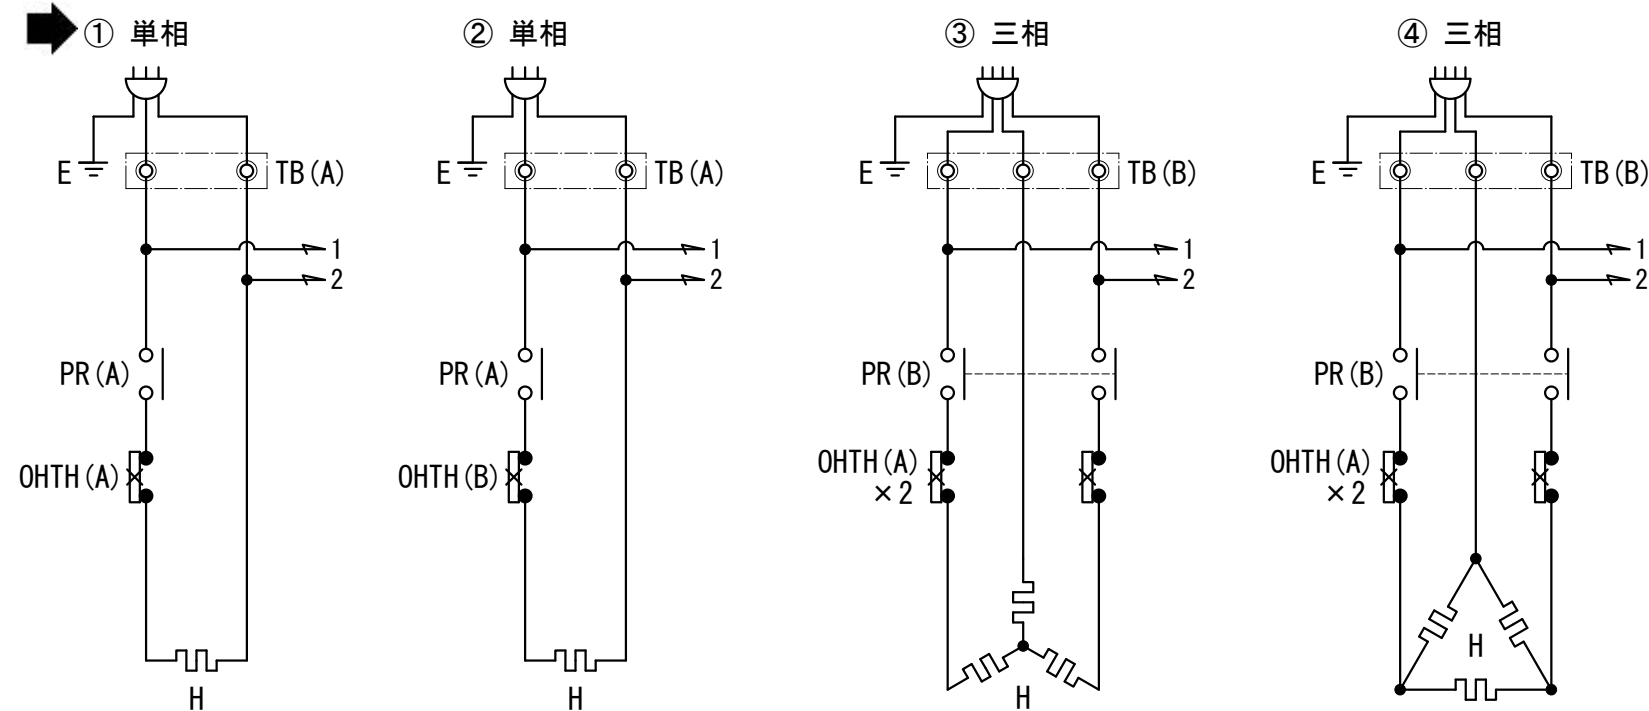 ① 単相
② 単相
③ 三相
④ 三相
E
TB(A)
E
TB(A)
E
TB(B)
E
TB(B)
1
1
1
1
2
2
2
2
PR(A)
PR(A)
PR(B)
PR(B)
OHTH(A)
OHTH(B)
OHTH(A)
×2
OHTH(A)
×2
H
H
H
H